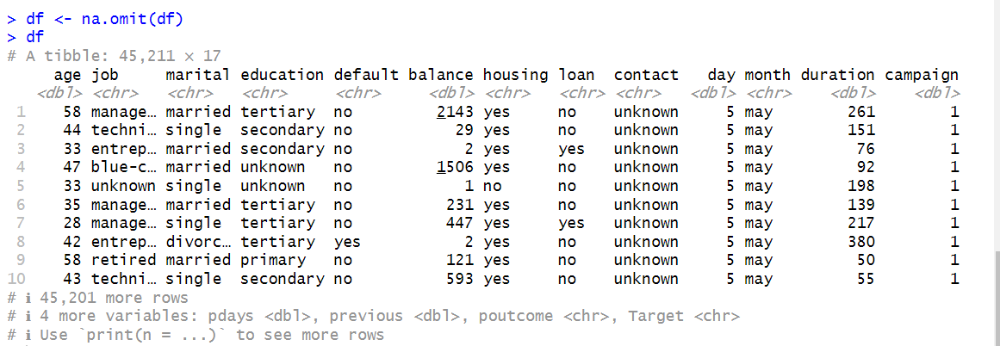 > df <- na.omit(df)
> df
# A tibble: 45,211 × 17
age job marital education default balance housing loan contact day month duration campaign
<dbl> <chr> <chr> <chr> <chr> <dbl> <chr> <chr> <chr> <dbl> <chr> <dbl> <dbl>
1 58 manage… married tertiary no 2143 yes no unknown 5 may 261 1
2 44 techni… single secondary no 29 yes no unknown 5 may 151 1
3 33 entrep… married secondary no 2 yes yes unknown 5 may 76 1
4 47 blue-c… married unknown no 1506 yes no unknown 5 may 92 1
5 33 unknown single unknown no 1 no no unknown 5 may 198 1
6 35 manage… married tertiary no 231 yes no unknown 5 may 139 1
7 28 manage… single tertiary no 447 yes yes unknown 5 may 217 1
8 42 entrep… divorc… tertiary yes 2 yes no unknown 5 may 380 1
9 58 retired married primary no 121 yes no unknown 5 may 50 1
10 43 techni… single secondary no 593 yes no unknown 5 may 55 1
# ℹ 45,201 more rows
# ℹ 4 more variables: pdays <dbl>, previous <dbl>, poutcome <chr>, Target <chr>
# ℹ Use `print(n = ...)` to see more rows